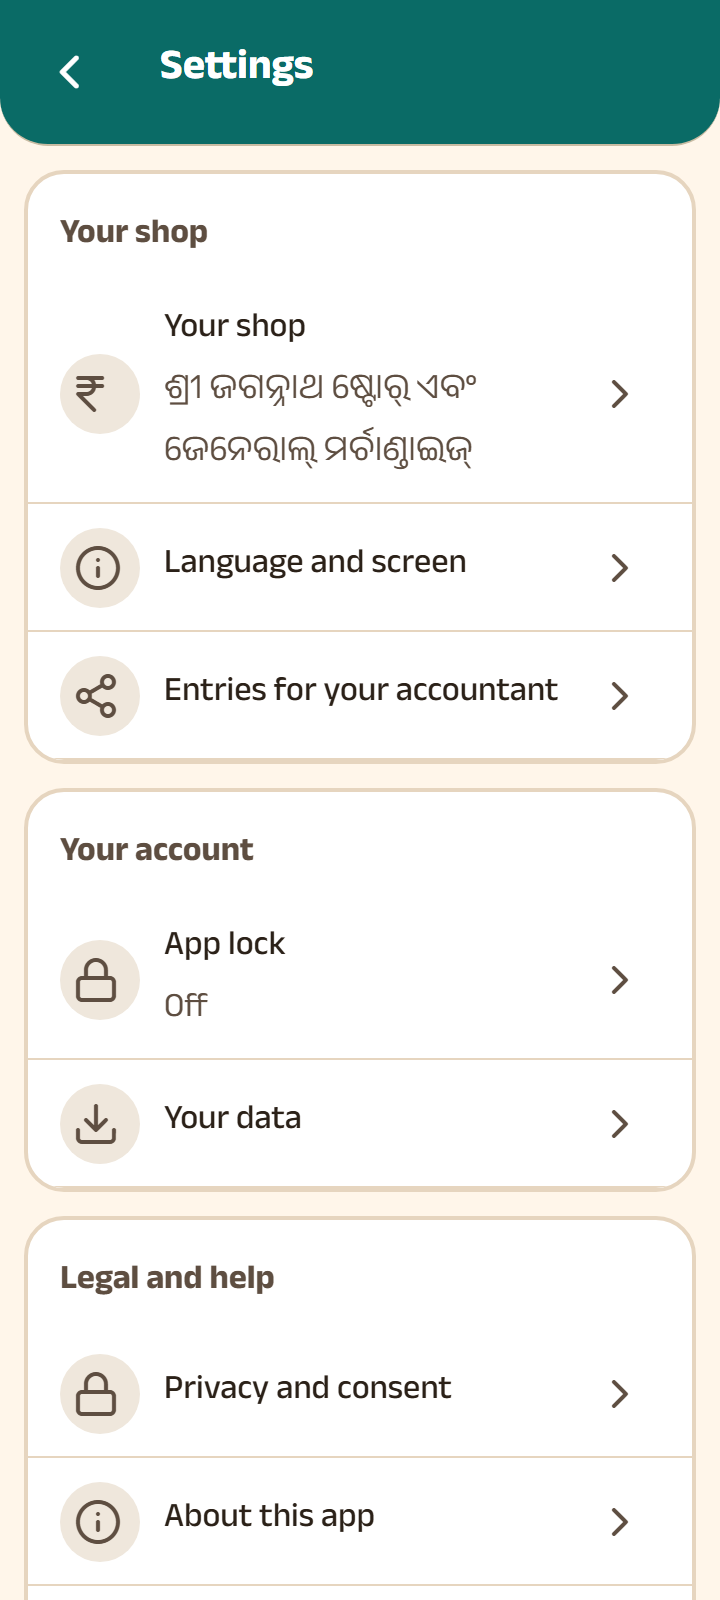 Settings
Your shop
Your shop
ଶ୍ରୀ ଜଗନ୍ନାଥ ଷ୍ଟୋର୍ ଏବଂ
ଜେନେରାଲ୍ ମର୍ଚାଣ୍ଡାଇଜ୍
Language and screen
Entries for your accountant
Your account
App lock
Off
Your data
Legal and help
Privacy and consent
About this app